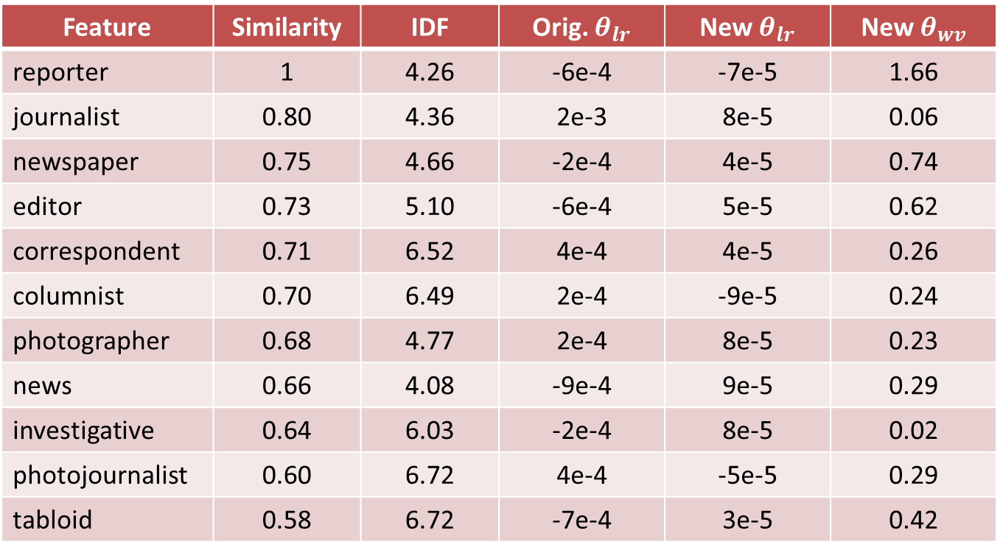 Feature Similarity IDF Orig. θlr New θlr New θwv
reporter 1 4.26 -6e-4 -7e-5 1.66
journalist 0.80 4.36 2e-3 8e-5 0.06
newspaper 0.75 4.66 -2e-4 4e-5 0.74
editor 0.73 5.10 -6e-4 5e-5 0.62
correspondent 0.71 6.52 4e-4 4e-5 0.26
columnist 0.70 6.49 2e-4 -9e-5 0.24
photographer 0.68 4.77 2e-4 8e-5 0.23
news 0.66 4.08 -9e-4 9e-5 0.29
investigative 0.64 6.03 -2e-4 8e-5 0.02
photojournalist 0.60 6.72 4e-4 -5e-5 0.29
tabloid 0.58 6.72 -7e-4 3e-5 0.42